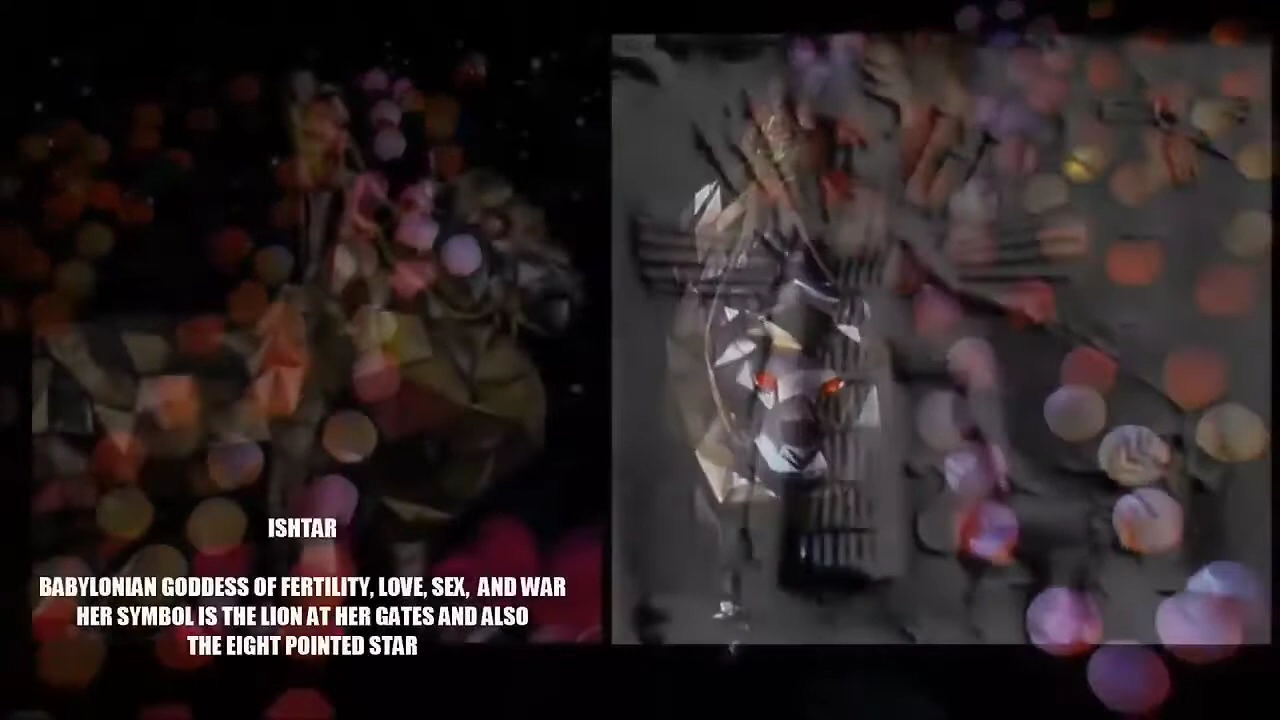 ISHTAR
BABYLONIAN GODDESS OF FERTILITY, LOVE, SEX, AND WAR
HER SYMBOL IS THE LION AT HER GATES AND ALSO
THE EIGHT POINTED STAR